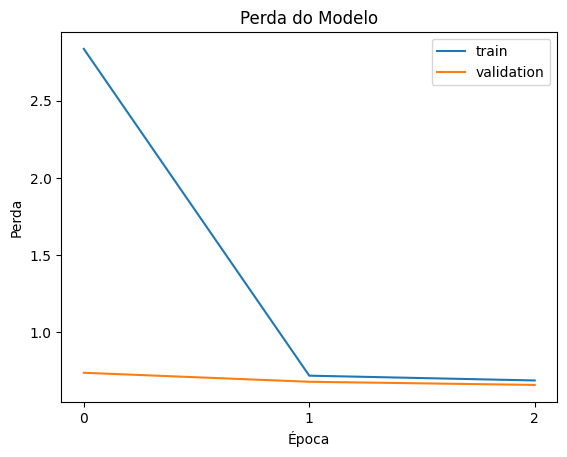 Perda do Modelo
train
validation
2.5
2.0
1.5
1.0
Perda
0
1
2
Época